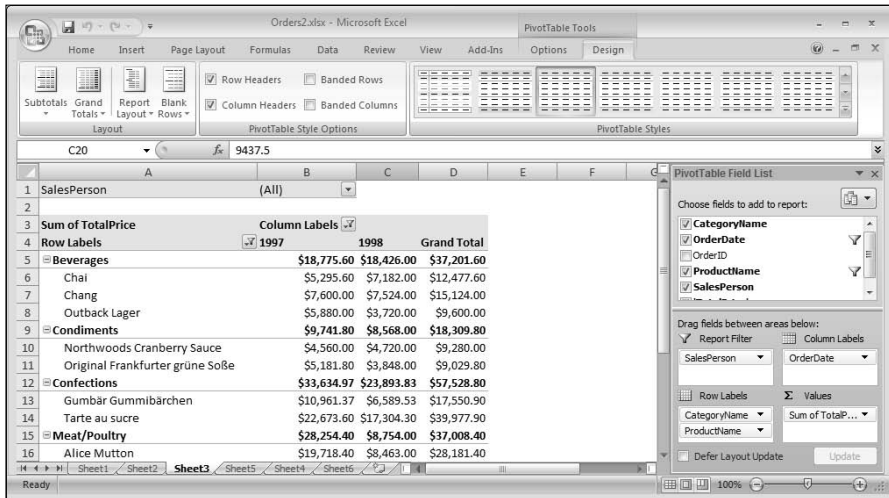 Orders2.xlsx - Microsoft Excel
PivotTable Tools
Home Insert Page Layout Formulas Data Review View Add-Ins Options Design
Subtotals
Grand Totals
Report Layout
Blank Rows
Layout
Row Headers
Banded Rows
Column Headers
Banded Columns
PivotTable Style Options
PivotTable Styles
C20 fx 9437.5
A B C D E F G
1 SalesPerson (All)
2
3 Sum of TotalPrice Column Labels
4 Row Labels 1997 1998 Grand Total
5 Beverages $18,775.60 $18,426.00 $37,201.60
6 Chai $5,295.60 $7,182.00 $12,477.60
7 Chang $7,600.00 $7,524.00 $15,124.00
8 Outback Lager $5,880.00 $3,720.00 $9,600.00
9 Condiments $9,741.80 $8,568.00 $18,309.80
10 Northwoods Cranberry Sauce $4,560.00 $4,720.00 $9,280.00
11 Original Frankfurter grüne Soße $5,181.80 $3,848.00 $9,029.80
12 Confections $33,634.97 $23,893.83 $57,528.80
13 Gumbär Gummibärchen $10,961.37 $6,589.53 $17,550.90
14 Tarte au sucre $22,673.60 $17,304.30 $39,977.90
15 Meat/Poultry $28,254.40 $8,754.00 $37,008.40
16 Alice Mutton $19,718.40 $8,463.00 $28,181.40
Sheet1 Sheet2 Sheet3 Sheet5 Sheet4 Sheet6
PivotTable Field List
Choose fields to add to report:
CategoryName
OrderDate
OrderID
ProductName
SalesPerson
Drag fields between areas below:
Report Filter
Column Labels
SalesPerson
OrderDate
Row Labels
Σ Values
CategoryName
Sum of TotalP...
ProductName
Defer Layout Update
Update
Ready
100%